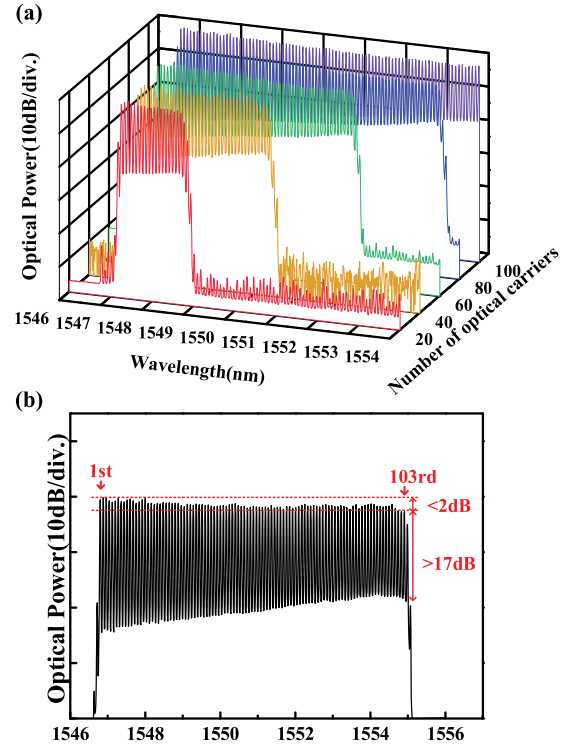 (a)
Optical Power(10dB/div.)
1546
1547
1548
1549
1550
1551
1552
1553
1554
Wavelength(nm)
20
40
60
80
100
Number of optical carriers
(b)
Optical Power(10dB/div.)
1st
103rd
<2dB
>17dB
1546 1548 1550 1552 1554 1556